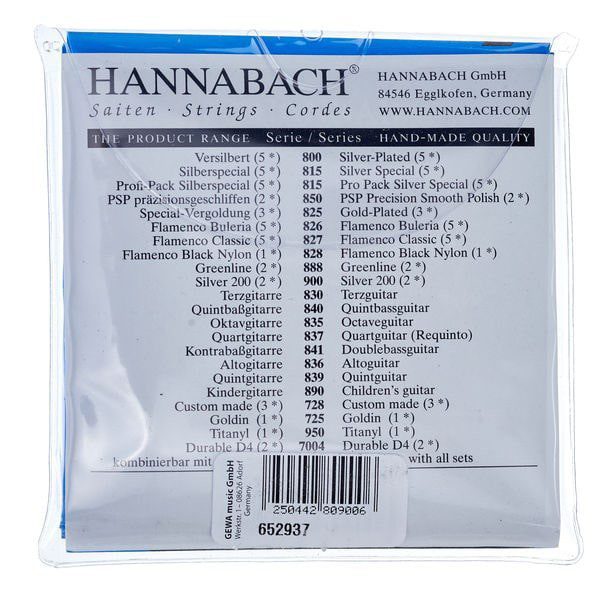 HANNABACH®
Saiten · Strings · Cordes
HANNABACH GmbH
84546 Egglkofen, Germany
WWW.HANNABACH.COM
THE PRODUCT RANGE Serie / Series HAND-MADE QUALITY
Versilbert (5 *) 800 Silver-Plated (5 *)
Silberspecial (5 *) 815 Silver Special (5 *)
Profi-Pack Silberspecial (5 *) 815 Pro Pack Silver Special (5 *)
PSP präzisionsgeschliffen (2 *) 850 PSP Precision Smooth Polish (2 *)
Special-Vergoldung (3 *) 825 Gold-Plated (3 *)
Flamenco Buleria (5 *) 826 Flamenco Buleria (5 *)
Flamenco Classic (5 *) 827 Flamenco Classic (5 *)
Flamenco Black Nylon (1 *) 828 Flamenco Black Nylon (1 *)
Greenline (2 *) 888 Greenline (2 *)
Silver 200 (2 *) 900 Silver 200 (2 *)
Terzgitarre 830 Terzguitar
Quintbaßgitarre 840 Quintbassguitar
Oktavgitarre 835 Octaveguitar
Quartgitarre 837 Quartguitar (Requinto)
Kontrabaßgitarre 841 Doublebassguitar
Altogitarre 836 Altoguitar
Quintgitarre 839 Quintguitar
Kindergitarre 890 Children's guitar
Custom made (3 *) 728 Custom made (3 *)
Goldin (1 *) 725 Goldin (1 *)
Titanyl (1 *) 950 Titanyl (1 *)
Durable D4 (2 *) 7004 Durable D4 (2 *)
kombinierbar mit with all sets
GEWA music GmbH
Werkstr. 1 – 08626 Adorf
Germany
250442 809006
652937